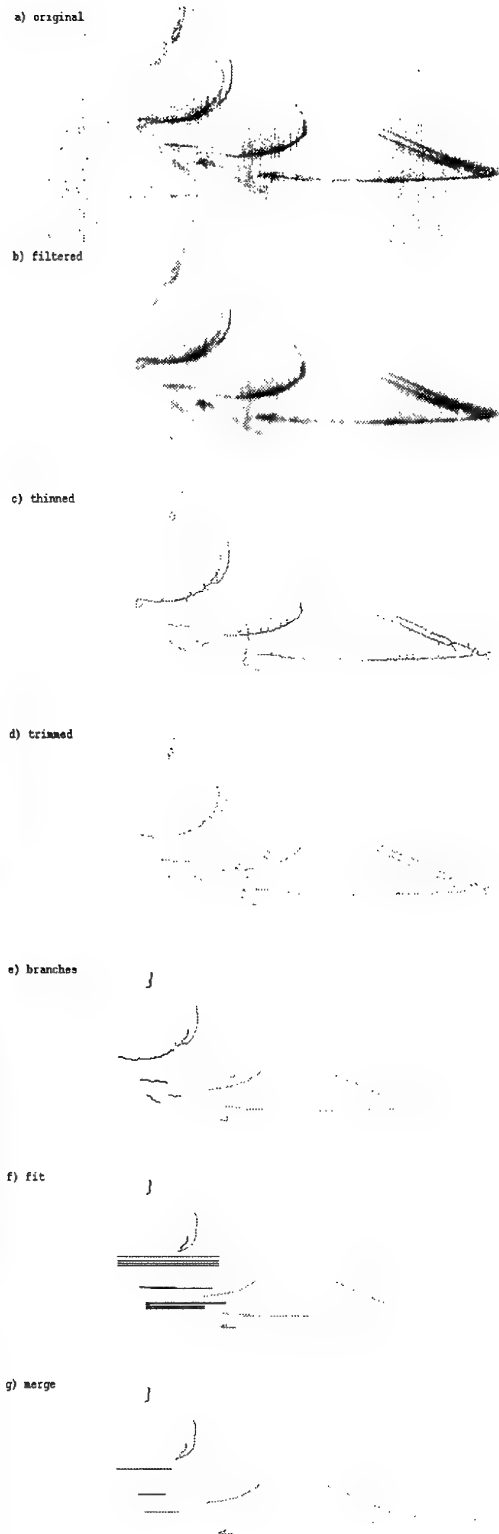 a) original
b) filtered
c) thinned
d) trimmed
e) branches
f) fit
g) merge